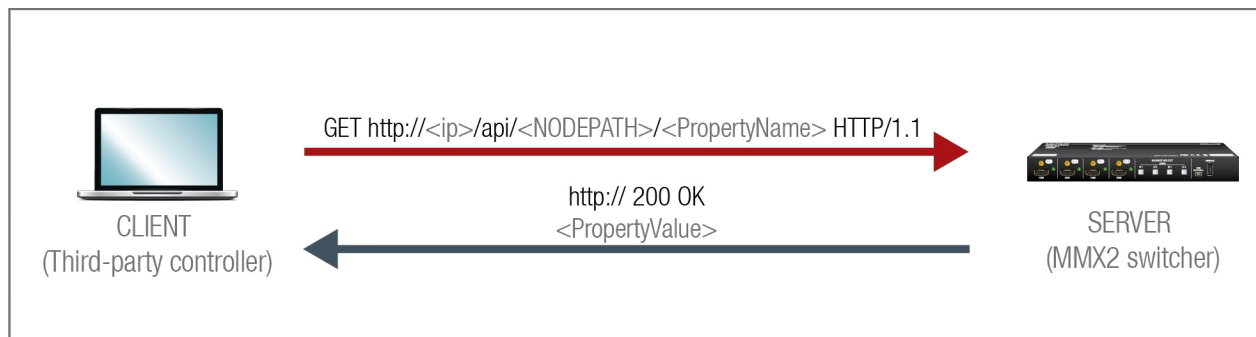 GET http://<ip>/api/<NODEPATH>/<PropertyName> HTTP/1.1
http:// 200 OK
<PropertyValue>
CLIENT
(Third-party controller)
SERVER
(MMX2 switcher)